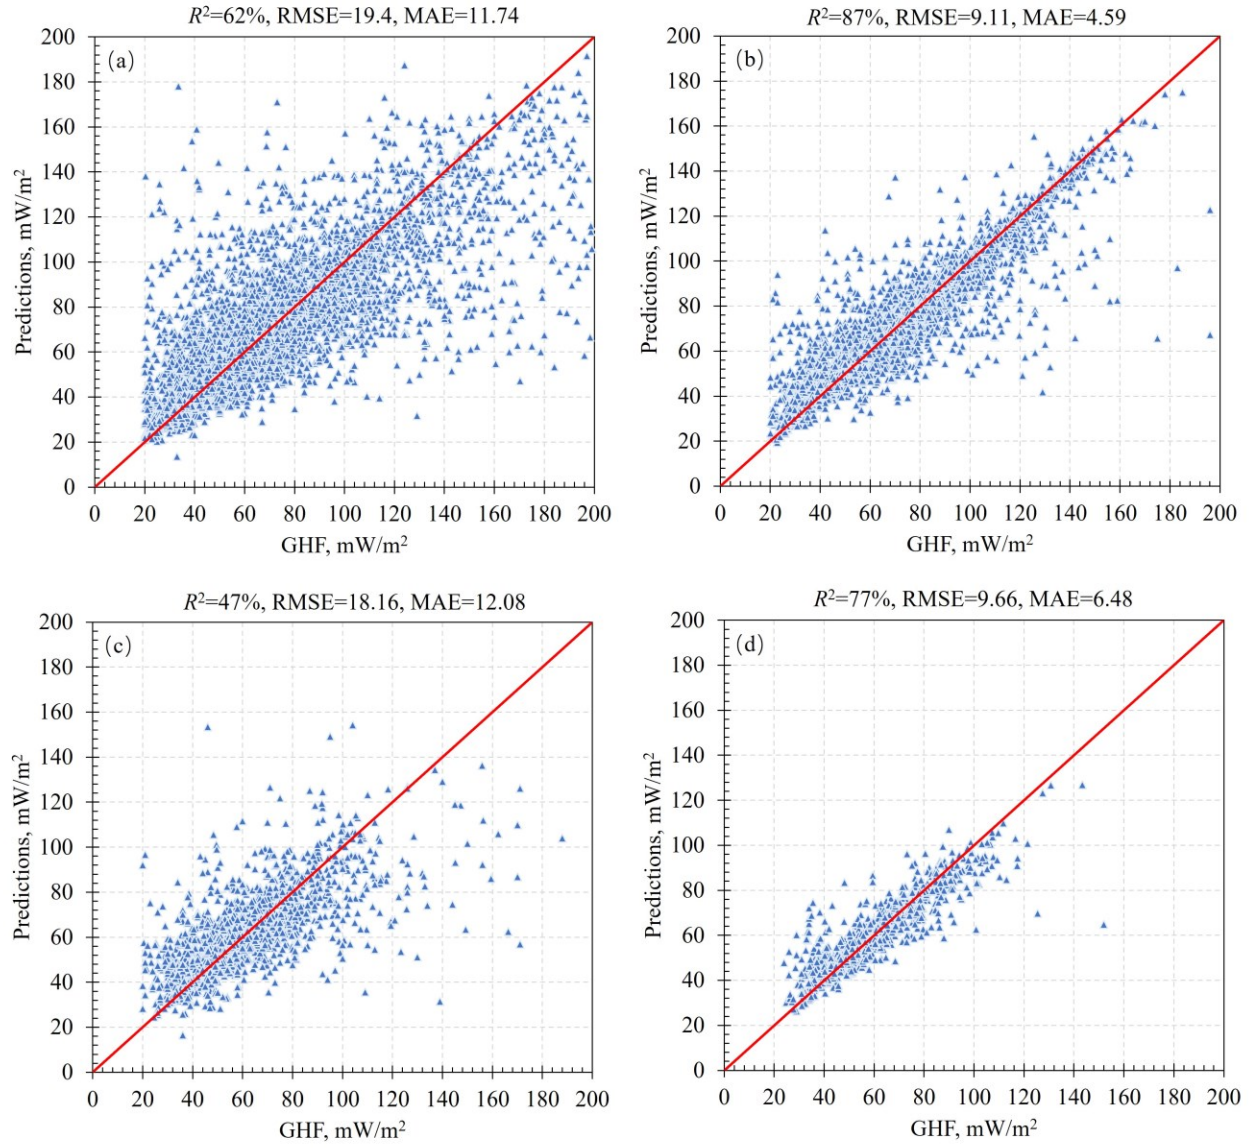 R²=62%, RMSE=19.4, MAE=11.74
(a)
200
180
160
140
120
100
80
60
40
20
0
Predictions, mW/m²
0 20 40 60 80 100 120 140 160 180 200
GHF, mW/m²
R²=87%, RMSE=9.11, MAE=4.59
(b)
200
180
160
140
120
100
80
60
40
20
0
Predictions, mW/m²
0 20 40 60 80 100 120 140 160 180 200
GHF, mW/m²
R²=47%, RMSE=18.16, MAE=12.08
(c)
200
180
160
140
120
100
80
60
40
20
0
Predictions, mW/m²
0 20 40 60 80 100 120 140 160 180 200
GHF, mW/m²
R²=77%, RMSE=9.66, MAE=6.48
(d)
200
180
160
140
120
100
80
60
40
20
0
Predictions, mW/m²
0 20 40 60 80 100 120 140 160 180 200
GHF, mW/m²